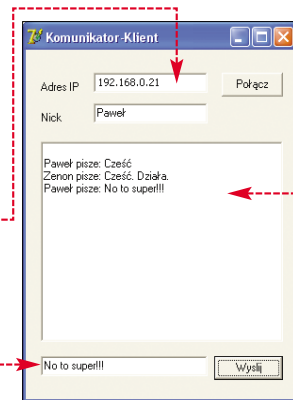 Komunikator-Klient
Adres IP 192.168.0.21 Połącz
Nick Paweł
Paweł pisze: Cześć
Zenon pisze: Cześć. Działa.
Paweł pisze: No to super!!!
No to super!!! Wyslij